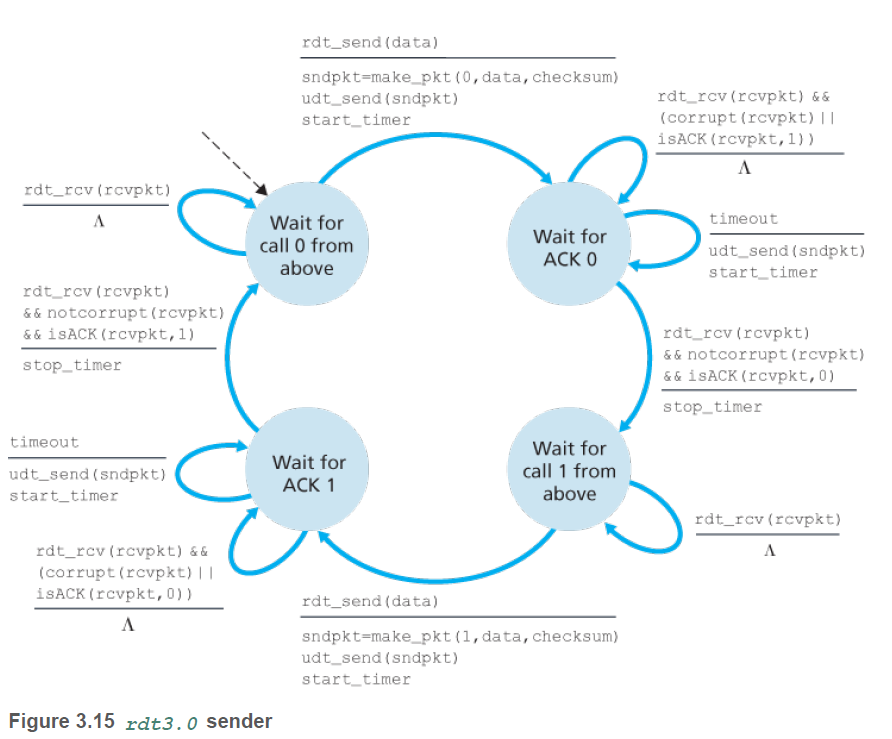 rdt_send(data)
sndpkt=make_pkt(0,data,checksum)
udt_send(sndpkt)
start_timer
rdt_rcv(rcvpkt) &&
(corrupt(rcvpkt)||
isACK(rcvpkt,1))
Λ
rdt_rcv(rcvpkt)
Λ
Wait for
call 0 from
above
Wait for
ACK 0
timeout
udt_send(sndpkt)
start_timer
rdt_rcv(rcvpkt)
&& notcorrupt(rcvpkt)
&& isACK(rcvpkt,1)
stop_timer
rdt_rcv(rcvpkt)
&& notcorrupt(rcvpkt)
&& isACK(rcvpkt,0)
stop_timer
timeout
udt_send(sndpkt)
start_timer
Wait for
ACK 1
Wait for
call 1 from
above
rdt_rcv(rcvpkt)
Λ
rdt_rcv(rcvpkt) &&
(corrupt(rcvpkt)||
isACK(rcvpkt,0))
Λ
rdt_send(data)
sndpkt=make_pkt(1,data,checksum)
udt_send(sndpkt)
start_timer
Figure 3.15 rdt3.0 sender